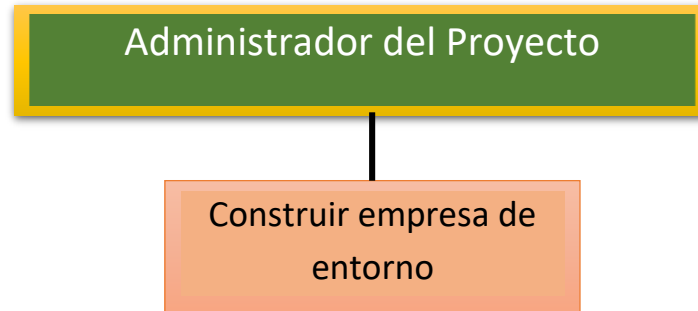 Administrador del Proyecto
Construir empresa de
entorno